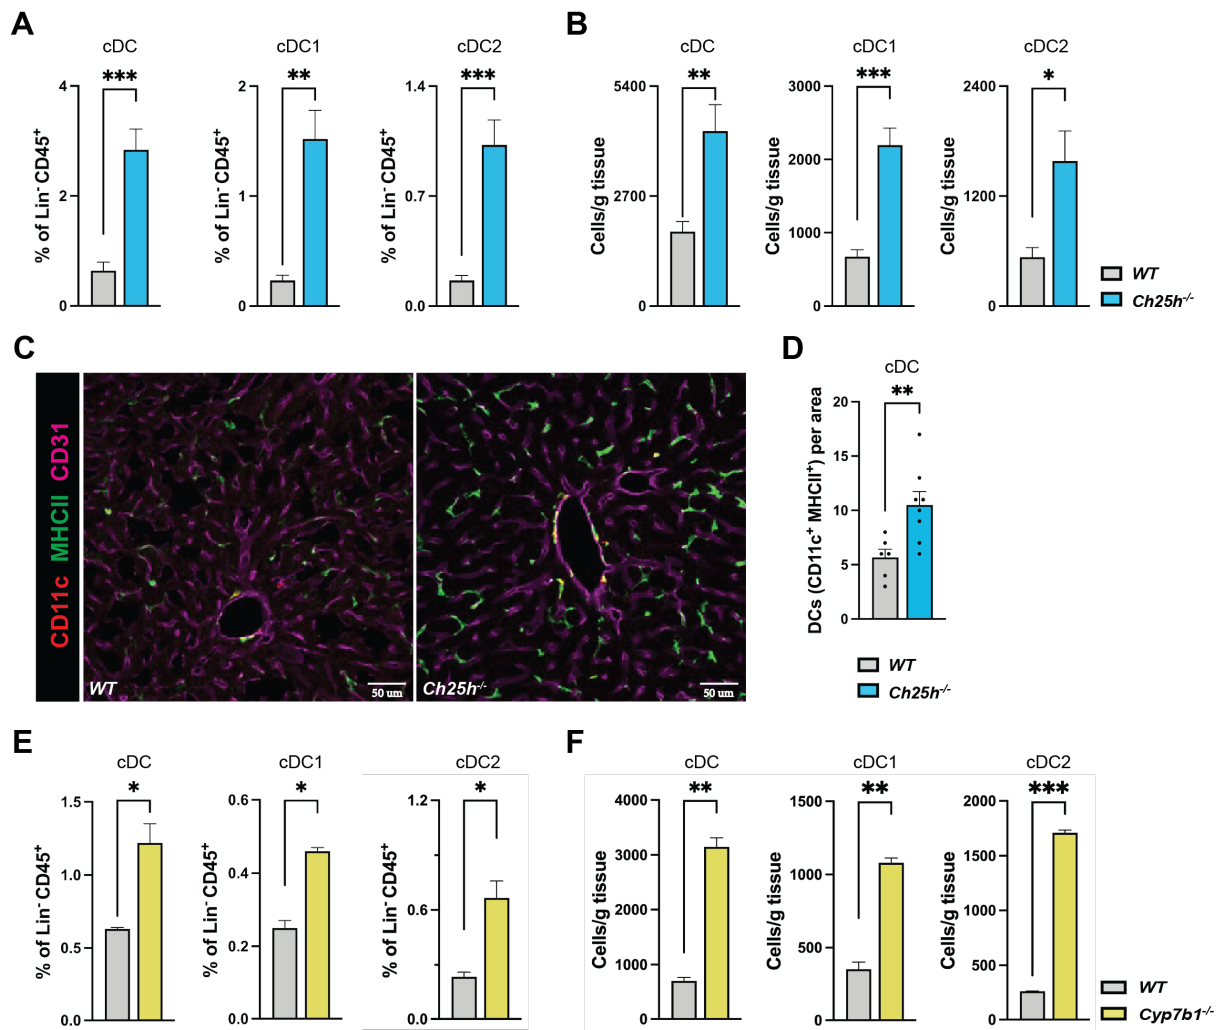 A
cDC
***
4
2
0
% of Lin- CD45+
cDC1
**
2
1
0
% of Lin- CD45+
cDC2
***
1.4
0.7
0.0
% of Lin- CD45+
B
cDC
**
5400
2700
0
Cells/g tissue
cDC1
***
3000
2000
1000
0
Cells/g tissue
cDC2
*
2400
1200
0
Cells/g tissue
WT
Ch25h-/-
C
CD11c MHCII CD31
WT
50 um
Ch25h-/-
50 um
D
cDC
**
20
15
10
5
0
DCs (CD11c+ MHCII+) per area
WT
Ch25h-/-
E
cDC
*
1.5
1.0
0.5
0.0
% of Lin- CD45+
cDC1
*
0.6
0.4
0.2
0.0
% of Lin- CD45+
cDC2
*
1.2
0.6
0.0
% of Lin- CD45+
F
cDC
**
4000
3000
2000
1000
0
Cells/g tissue
cDC1
**
1500
1000
500
0
Cells/g tissue
cDC2
***
2000
1500
1000
500
0
Cells/g tissue
WT
Cyp7b1-/-